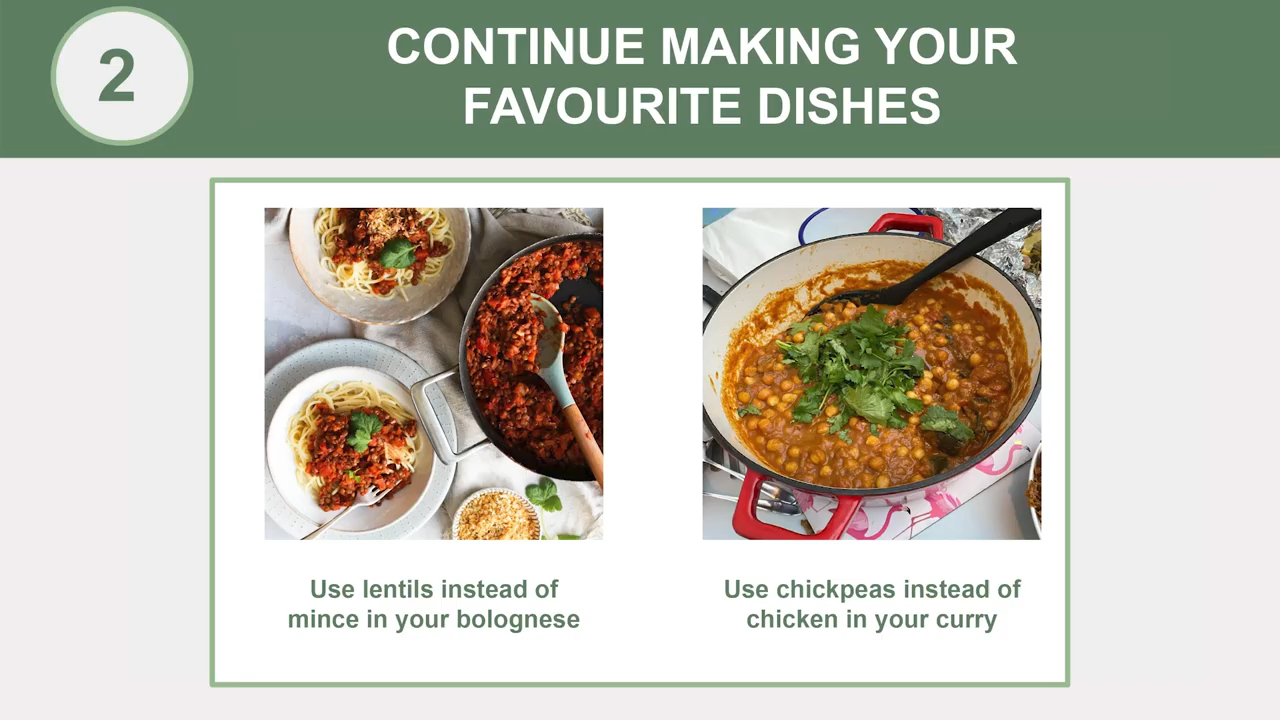 2
CONTINUE MAKING YOUR
FAVOURITE DISHES
Use lentils instead of
mince in your bolognese
Use chickpeas instead of
chicken in your curry